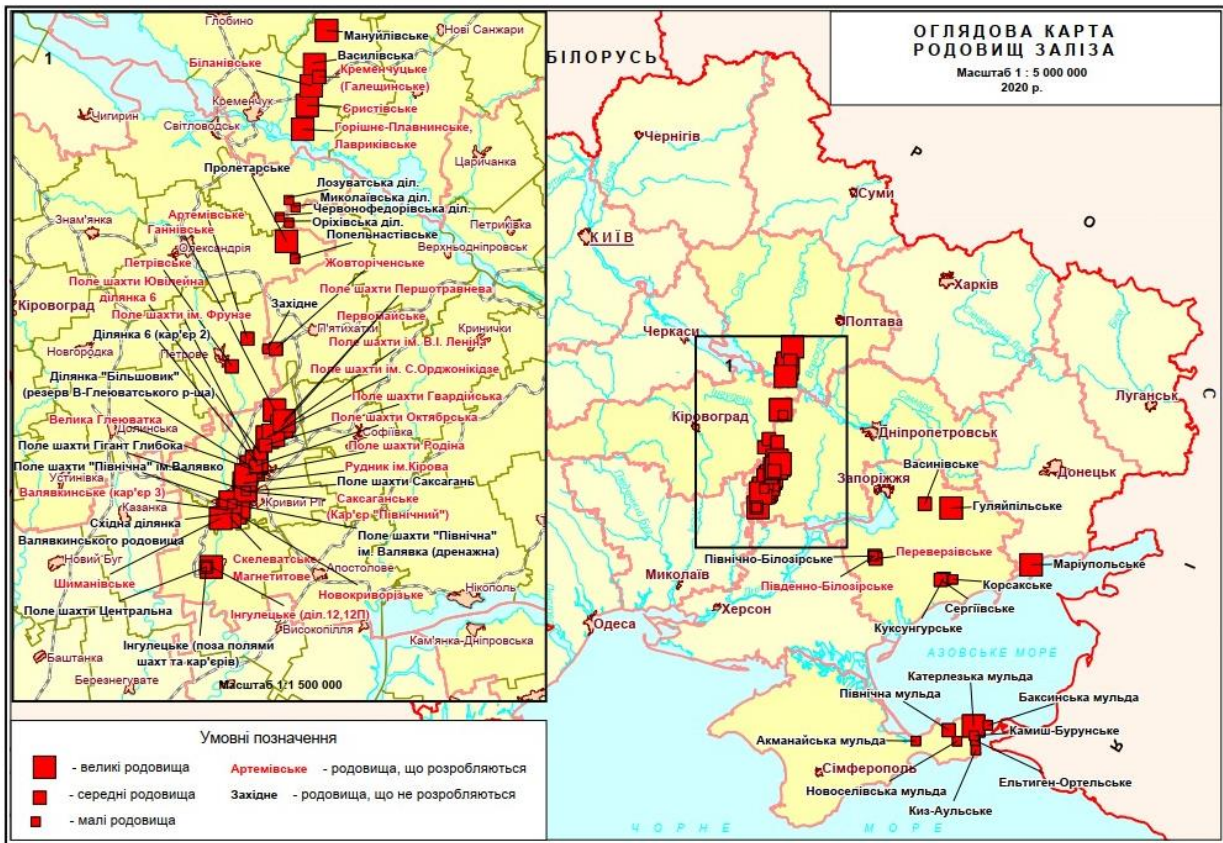 ОГЛЯДОВА КАРТА
РОДОВИЩ ЗАЛІЗА
Масштаб 1 : 5 000 000
2020 р.
1
Глобино
Мануйлівське
Нові Санжари
Василівська
Біланівське
Кременчуцьке
(Галещинське)
Кременчук
Єристівське
Чигирин
Світловодськ
Горішнє-Плавнинське,
Лавриківське
Царичанка
Пролетарське
Лозуватська діл.
Миколаївська діл.
Червонофедорівська діл.
Оріхівська діл.
Попельнастівське
Знам'янка
Артемівське
Ганнівське
Олександрія
Петриківка
Верхньодніпровськ
Жовторіченське
Петрівське
Поле шахти Ювілейна
ділянка 6
Поле шахти Першотравнева
Кіровоград
Поле шахти ім. Фрунзе
Західне
Первомайське
П'ятихатки
Кринички
Ділянка 6 (кар'єр 2)
Поле шахти ім. В.І. Леніна
Новгородка
Петрове
Ділянка "Більшовик"
(резерв В-Глеюватського р-ща)
Поле шахти ім. С.Орджонікідзе
Поле шахти Гвардійська
Велика Глеюватка
Долинська
Поле шахти Октябрська
Софіївка
Поле шахти Гігант Глибока
Поле шахти Родіна
Поле шахти "Північна" ім.Валявко
Рудник ім.Кірова
Устинівка
Поле шахти Саксагань
Валявкинське (кар'єр 3)
Кривий Ріг
Саксаганське
(Кар'єр "Північний")
Казанка
Східна ділянка
Валявкинського родовища
Поле шахти "Північна"
ім. Валявка (дренажна)
Новий Буг
Скелеватське
Магнетитове
Апостолове
Шиманівське
Новокриворізьке
Нікополь
Поле шахти Центральна
Інгулецьке (діл.12,12П)
Високопілля
Кам'янка-Дніпровська
Інгулецьке (поза полями
шахт та кар'єрів)
Баштанка
Березнегувате
Масштаб 1:1 500 000
Умовні позначення
- великі родовища
- середні родовища
- малі родовища
Артемівське - родовища, що розробляються
Західне - родовища, що не розробляються
БІЛОРУСЬ
Р О С І Я
Чернігів
Суми
КИЇВ
Харків
Полтава
Черкаси
1
Луганськ
Кіровоград
Дніпропетровськ
Донецьк
Васинівське
Запоріжжя
Гуляйпільське
Північно-Білозірське
Переверзівське
Маріупольське
Миколаїв
Південно-Білозірське
Корсакське
Херсон
Сергіївське
Одеса
Куксунгурське
АЗОВСЬКЕ МОРЕ
Катерлезька мульда
Північна мульда
Баксинська мульда
Камиш-Бурунське
Акманайська мульда
Сімферополь
Новоселівська мульда
Ельтиген-Ортельське
Киз-Аульське
ЧОРНЕ МОРЕ